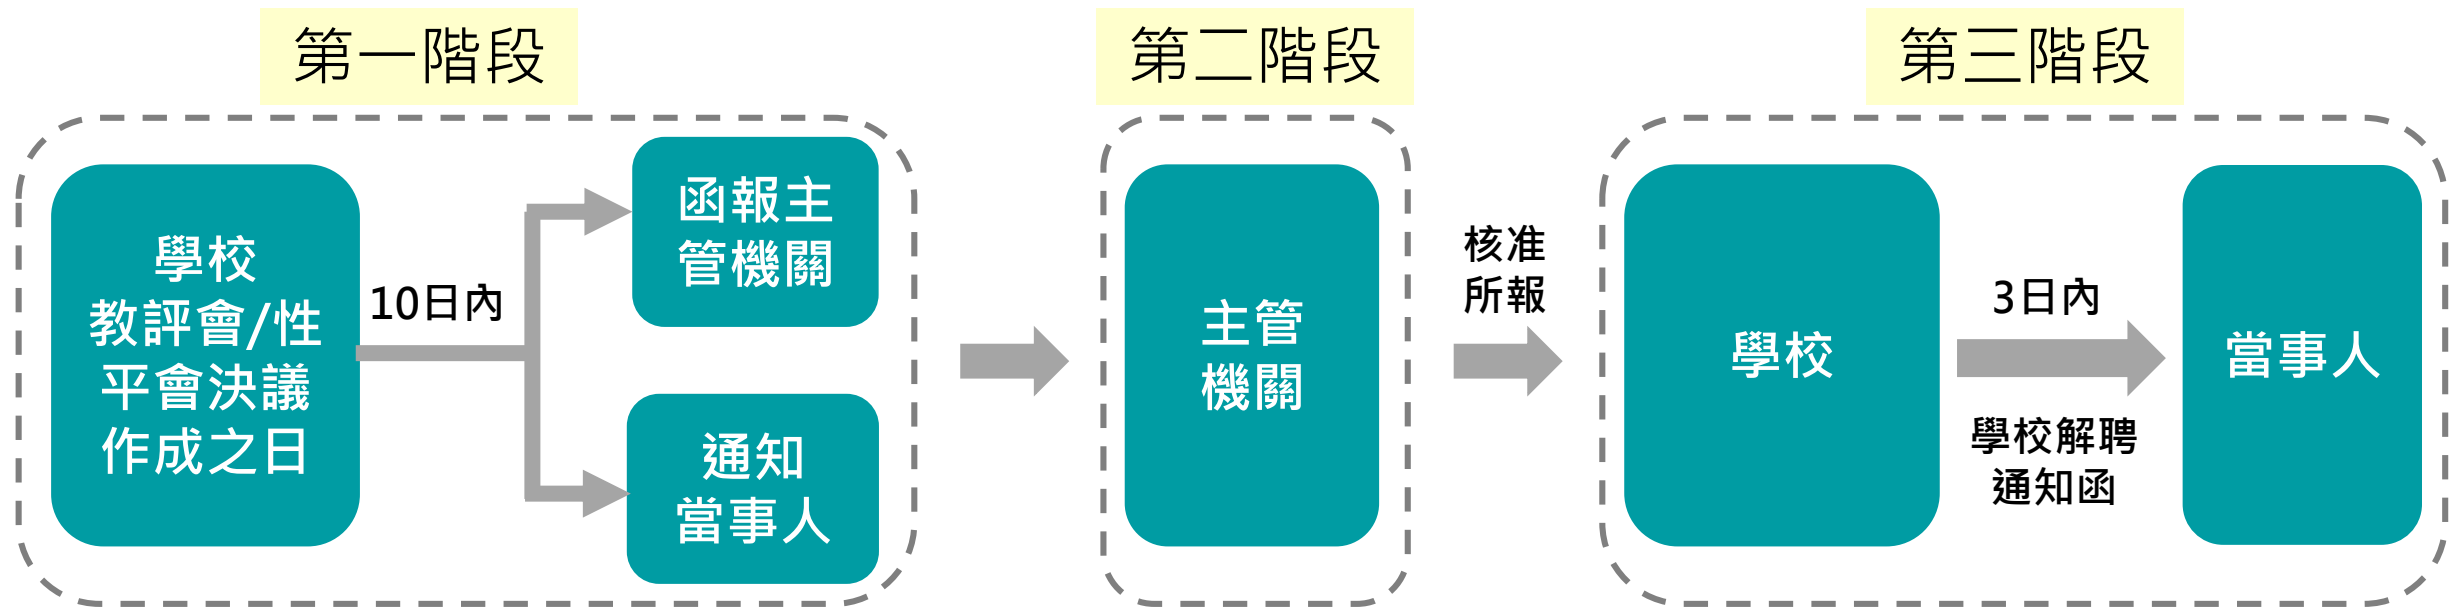 第一階段
學校
教評會/性
平會決議
作成之日
10日內
函報主
管機關
通知
當事人
第二階段
主管
機關
核准
所報
第三階段
學校
3日內
學校解聘
通知函
當事人